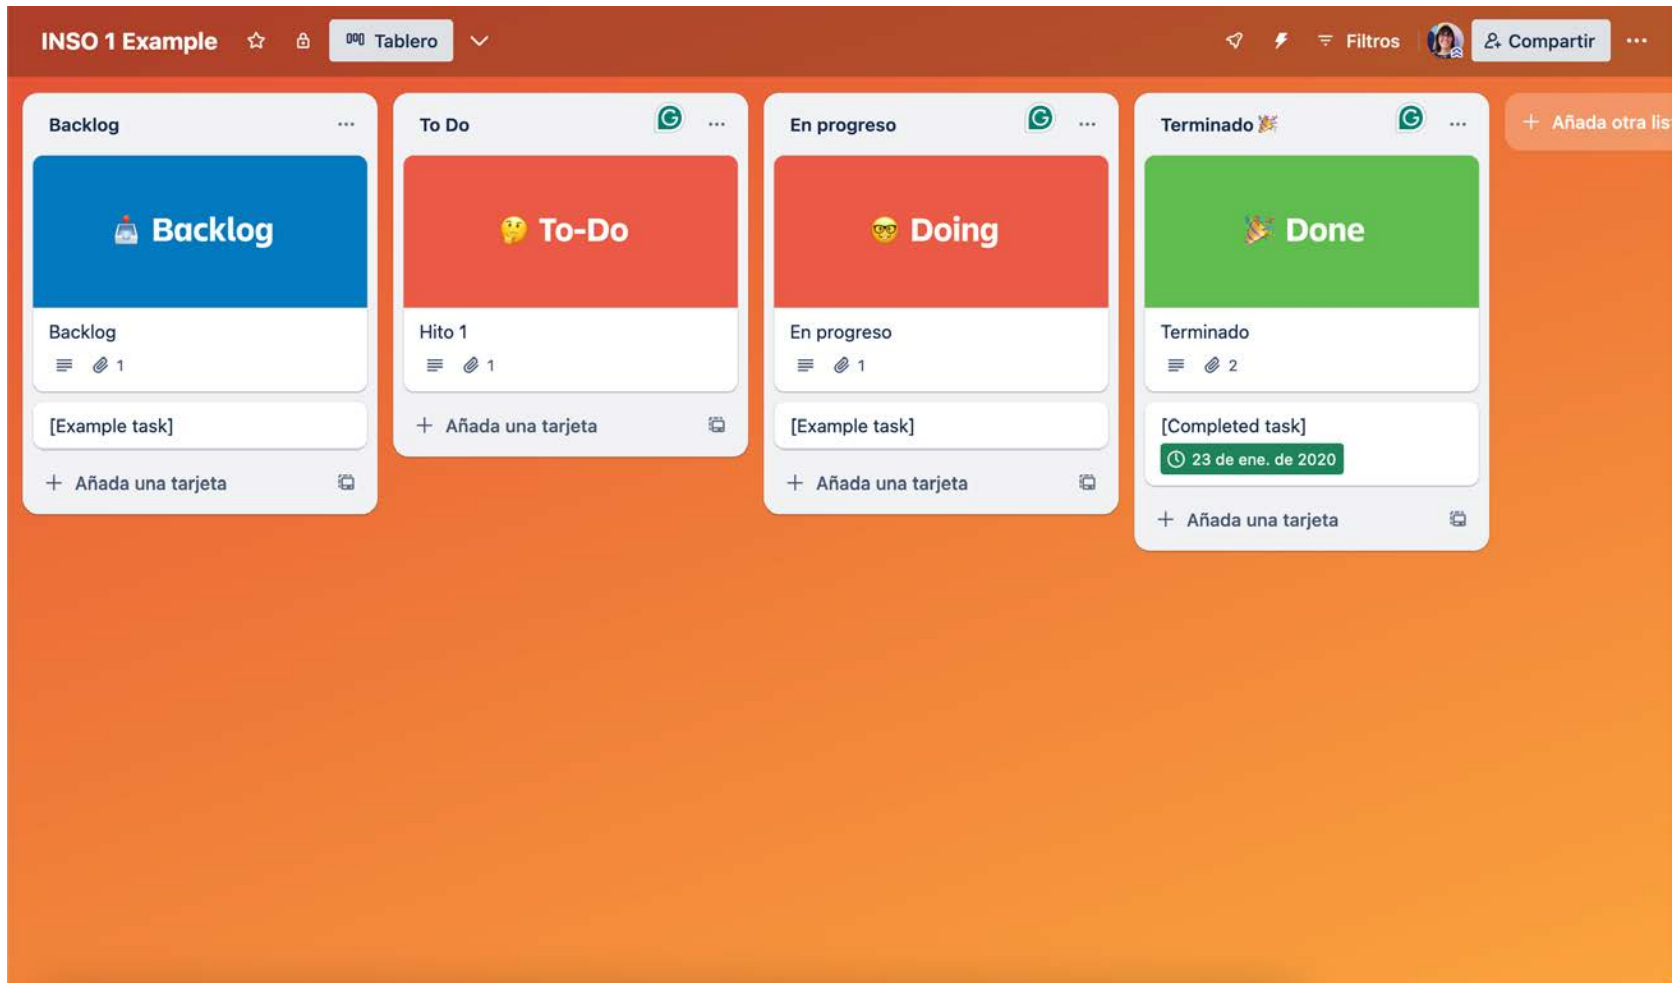 INSO 1 Example
Tablero
Filtros
Compartir
Backlog
Backlog
Backlog
1
[Example task]
+ Añada una tarjeta
To Do
To-Do
Hito 1
1
+ Añada una tarjeta
En progreso
Doing
En progreso
1
[Example task]
+ Añada una tarjeta
Terminado 🎉
Done
Terminado
2
[Completed task]
23 de ene. de 2020
+ Añada una tarjeta
+ Añada otra lis